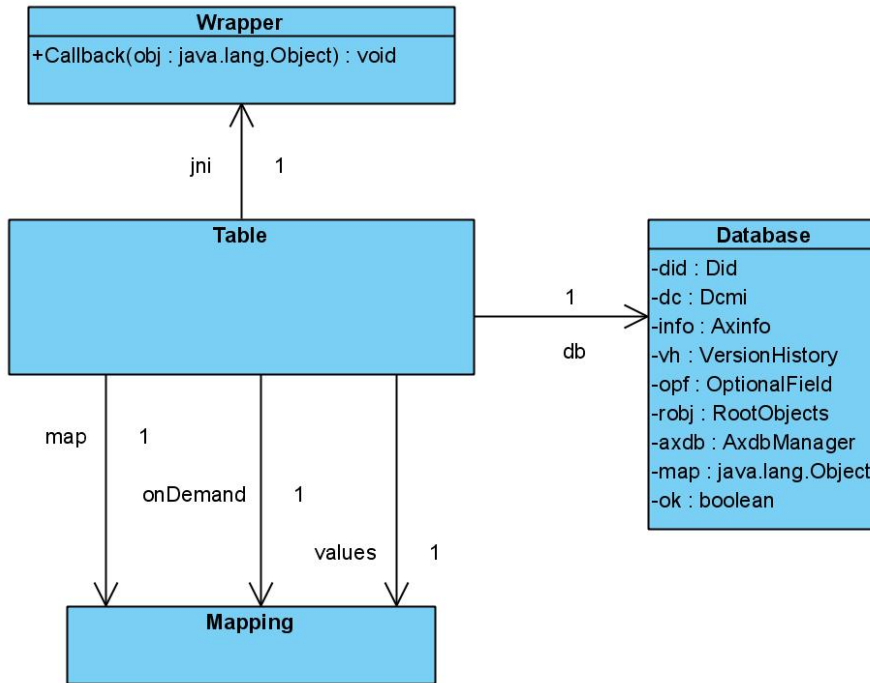 Wrapper
+Callback(obj : java.lang.Object) : void
jni 1
Table
Database
-did : Did
-dc : Dcmi
-info : Axinfo
-vh : VersionHistory
-opf : OptionalField
-robj : RootObjects
-axdb : AxdbManager
-map : java.lang.Object
-ok : boolean
1
db
map 1
onDemand 1
values 1
Mapping